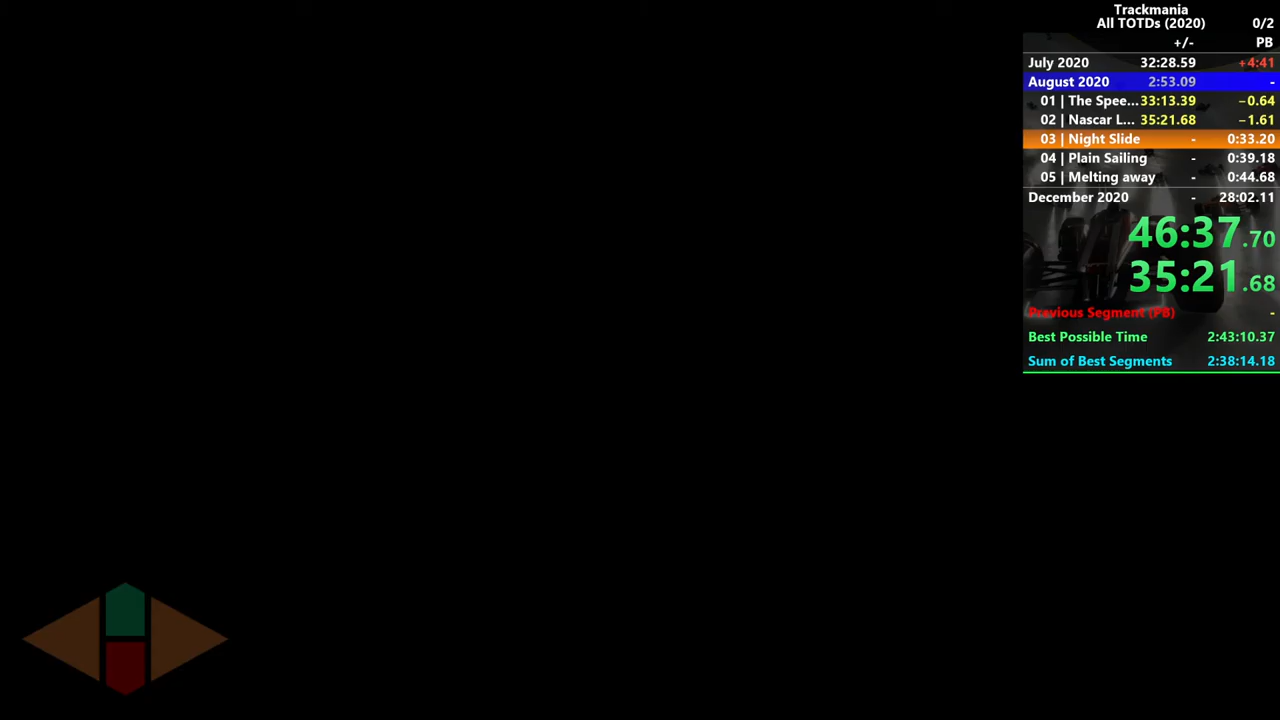 Trackmania
All TOTDs (2020) 0/2
+/- PB
July 2020 32:28.59 +4:41
August 2020 2:53.09 -
01 | The Spee... 33:13.39 −0.64
02 | Nascar L... 35:21.68 −1.61
03 | Night Slide - 0:33.20
04 | Plain Sailing - 0:39.18
05 | Melting away - 0:44.68
December 2020 - 28:02.11
46:37.70
35:21.68
Previous Segment (PB) -
Best Possible Time 2:43:10.37
Sum of Best Segments 2:38:14.18